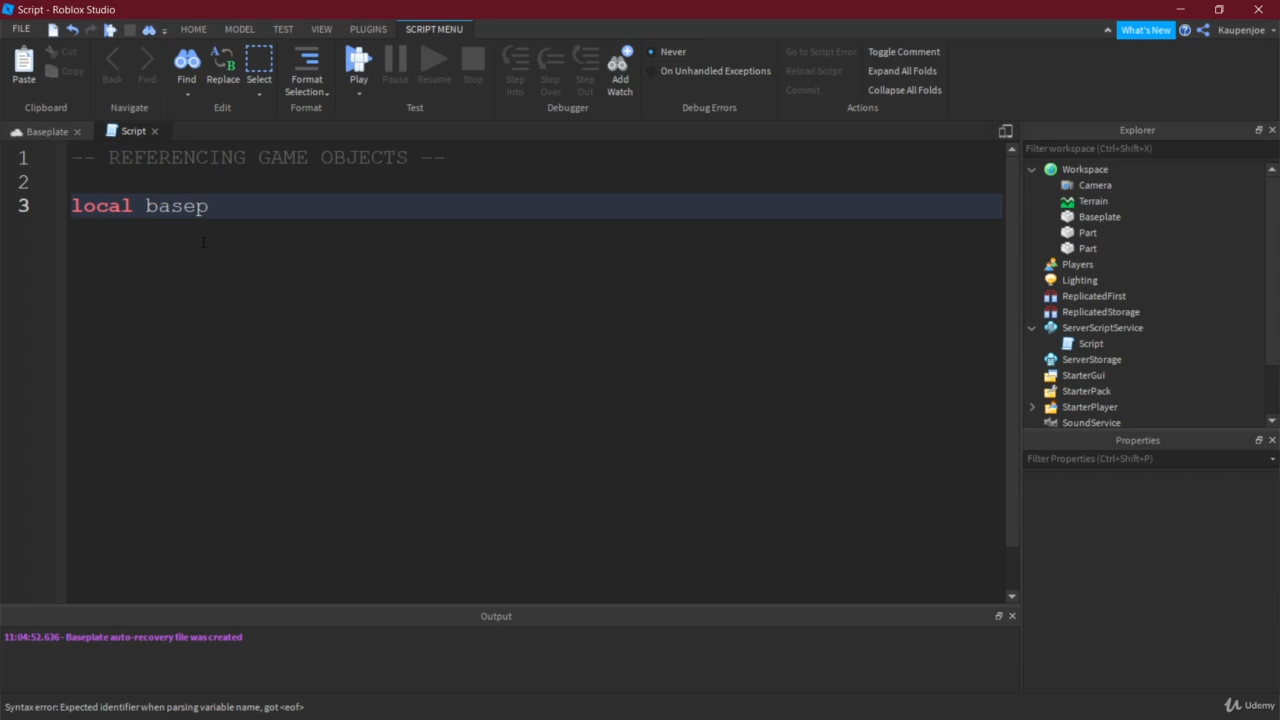 Script - Roblox Studio
FILE HOME MODEL TEST VIEW PLUGINS SCRIPT MENU What's New Kaupenjoe
Paste Cut Copy Clipboard
Back Fwd Navigate
Find Replace Select Edit
Format Selection Format
Play Pause Resume Stop Test
Step Into Step Over Step Out Add Watch Debugger
Never
On Unhandled Exceptions
Debug Errors
Go to Script Error Toggle Comment
Reload Script Expand All Folds
Commit Collapse All Folds
Actions
Baseplate Script
1 -- REFERENCING GAME OBJECTS --
2
3 local basep
Explorer
Filter workspace (Ctrl+Shift+X)
Workspace
Camera
Terrain
Baseplate
Part
Part
Players
Lighting
ReplicatedFirst
ReplicatedStorage
ServerScriptService
Script
ServerStorage
StarterGui
StarterPack
StarterPlayer
SoundService
Properties
Filter Properties (Ctrl+Shift+P)
Output
11:04:52.636 - Baseplate auto-recovery file was created
Syntax error: Expected identifier when parsing variable name, got <eof>
Udemy